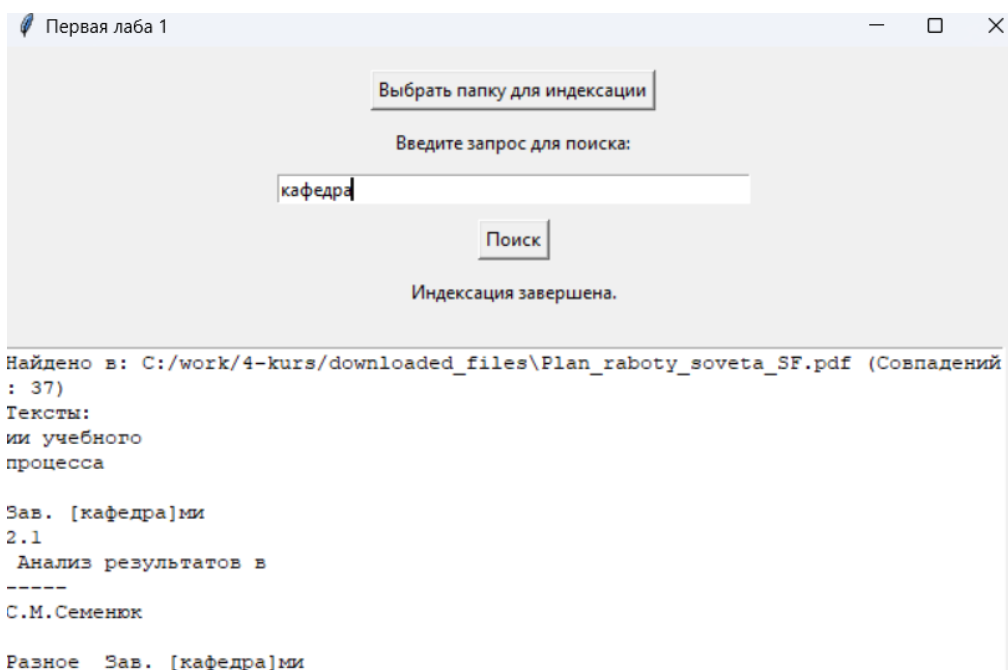 Первая лаба 1
Выбрать папку для индексации
Введите запрос для поиска:
кафедра
Поиск
Индексация завершена.
Найдено в: C:/work/4-kurs/downloaded_files\Plan_raboty_soveta_SF.pdf (Совпадений
: 37)
Тексты:
ии учебного
процесса
Зав. [кафедра]ми
2.1
Анализ результатов в
-----
С.М.Семенюк
Разное  Зав. [кафедра]ми